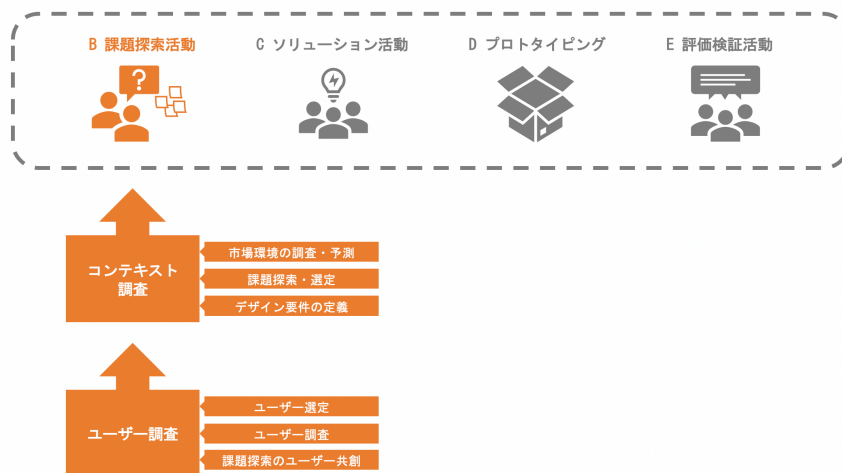 B 課題探索活動
C ソリューション活動
D プロトタイピング
E 評価検証活動
?
コンテキスト
調査
市場環境の調査・予測
課題探索・選定
デザイン要件の定義
ユーザー調査
ユーザー選定
ユーザー調査
課題探索のユーザー共創